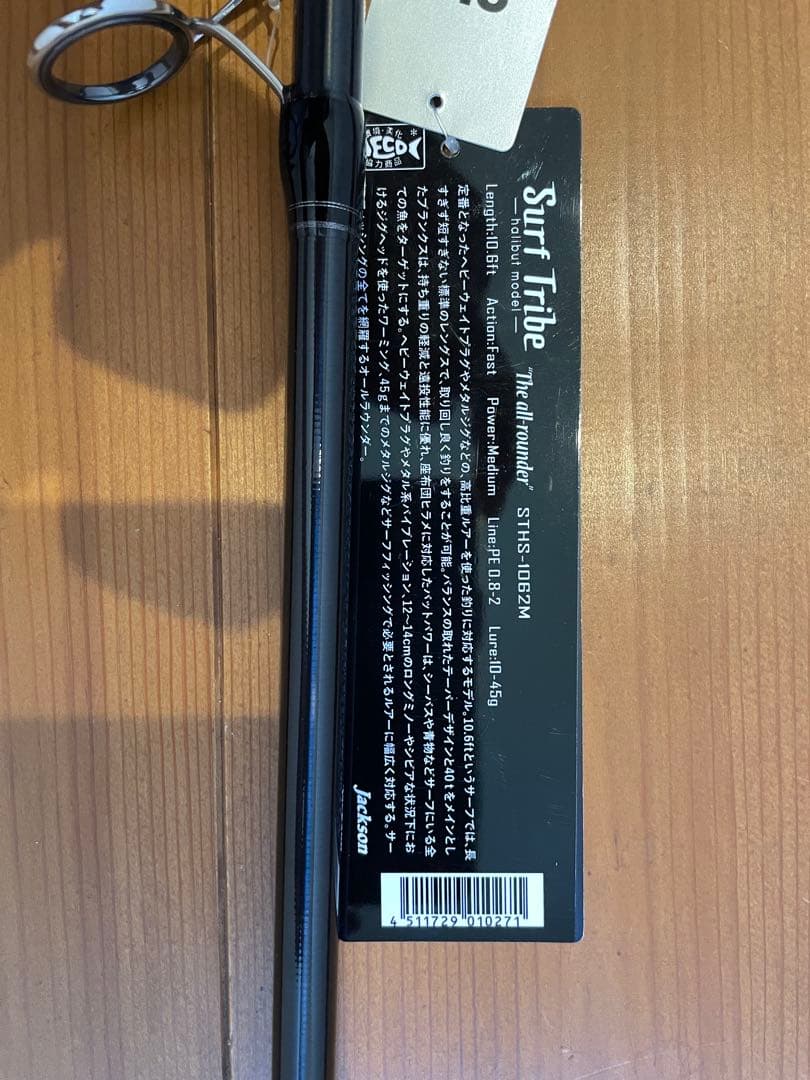 Surf Tribe "The all-rounder" STHS-1062M
—halibut model—
Length:10.6ft Action:Fast Power:Medium Line:PE 0.8-2 Lure:10-45g
定番となったヘビーウェイトプラグやメタルジグなどの、高比重ルアーを使った釣りに対応するモデル。10.6ftというサーフでは、長
すぎず短すぎない標準のレングスで、取り回し良く釣りをすることが可能。バランスの取れたテーパーデザインと40tをメインとし
たブランクスは、持ち重りの軽減と遠投性能に優れ、座布団ヒラメに対応したバットパワーは、シーバスや青物などサーフにいる全
ての魚をターゲットにする。ヘビーウェイトプラグやメタル系バイブレーション、12〜14cmのロングミノーやシビアな状況下にお
けるジグヘッドを使ったワーミング、45gまでのメタルジグなどサーフフィッシングで必要とされるルアーに幅広く対応する。サー
ッシングの全てを網羅するオールラウンダー。
Jackson
4 511729 010271
ECO